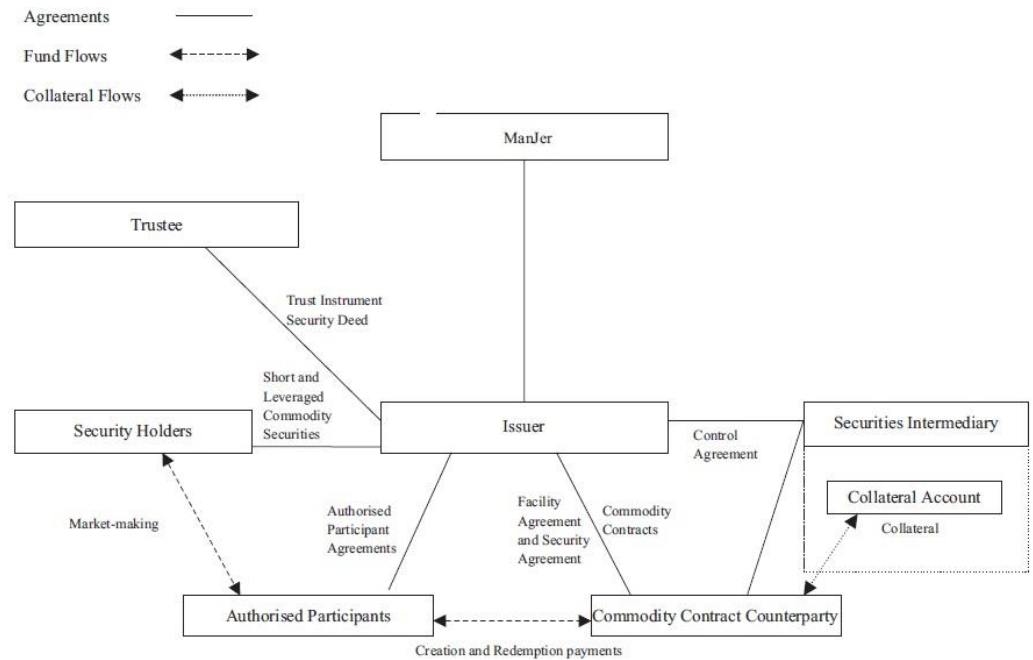 Agreements
Fund Flows
Collateral Flows
ManJer
Trustee
Trust Instrument
Security Deed
Short and
Leveraged
Commodity
Securities
Security Holders
Issuer
Control
Agreement
Securities Intermediary
Collateral Account
Collateral
Market-making
Authorised
Participant
Agreements
Facility
Agreement
and Security
Agreement
Commodity
Contracts
Authorised Participants
Commodity Contract Counterparty
Creation and Redemption payments